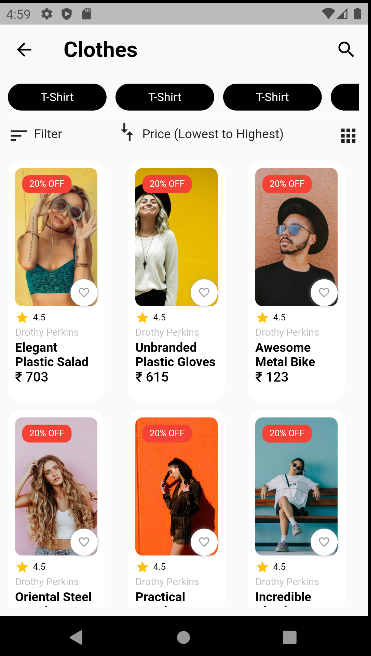 4:59
Clothes
T-Shirt T-Shirt T-Shirt
Filter Price (Lowest to Highest)
20% OFF 20% OFF 20% OFF
4.5 4.5 4.5
Drothy Perkins Drothy Perkins Drothy Perkins
Elegant Unbranded Awesome
Plastic Salad Plastic Gloves Metal Bike
₹ 703 ₹ 615 ₹ 123
20% OFF 20% OFF 20% OFF
4.5 4.5 4.5
Drothy Perkins Drothy Perkins Drothy Perkins
Oriental Steel Practical Incredible